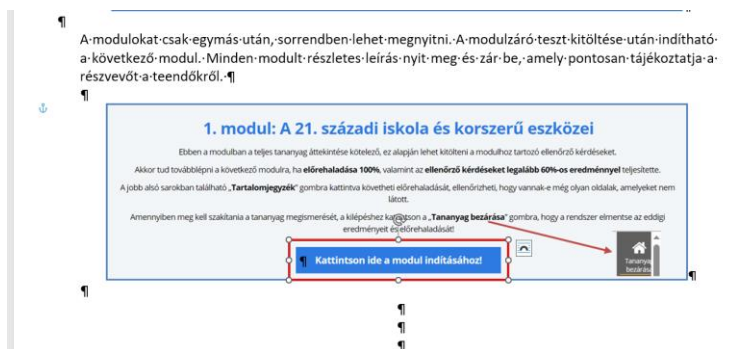 A modulokat csak egymás után, sorrendben lehet megnyitni. A modulzáró teszt kitöltése után indítható
a következő modul. Minden modult részletes leírás nyit meg és zár be, amely pontosan tájékoztatja a
részvevőt a teendőkről.
1. modul: A 21. századi iskola és korszerű eszközei
Ebben a modulban a teljes tananyag áttekintése kötelező, ez alapján lehet kitölteni a modulhoz tartozó ellenőrző kérdéseket.
Akkor tud továbblépni a következő modulra, ha előrehaladása 100%, valamint az ellenőrző kérdéseket legalább 60%-os eredménnyel teljesítette.
A jobb alsó sarokban található „Tartalomjegyzék" gombra kattintva követheti előrehaladását, ellenőrizheti, hogy vannak-e még olyan oldalak, amelyeket nem
látott.
Amennyiben meg kell szakítania a tananyag megismerését, a kilépéshez kattintson a „Tananyag bezárása" gombra, hogy a rendszer elmentse az eddigi
eredményeit és előrehaladását!
Kattintson ide a modul indításához!
Tananyag
bezárása